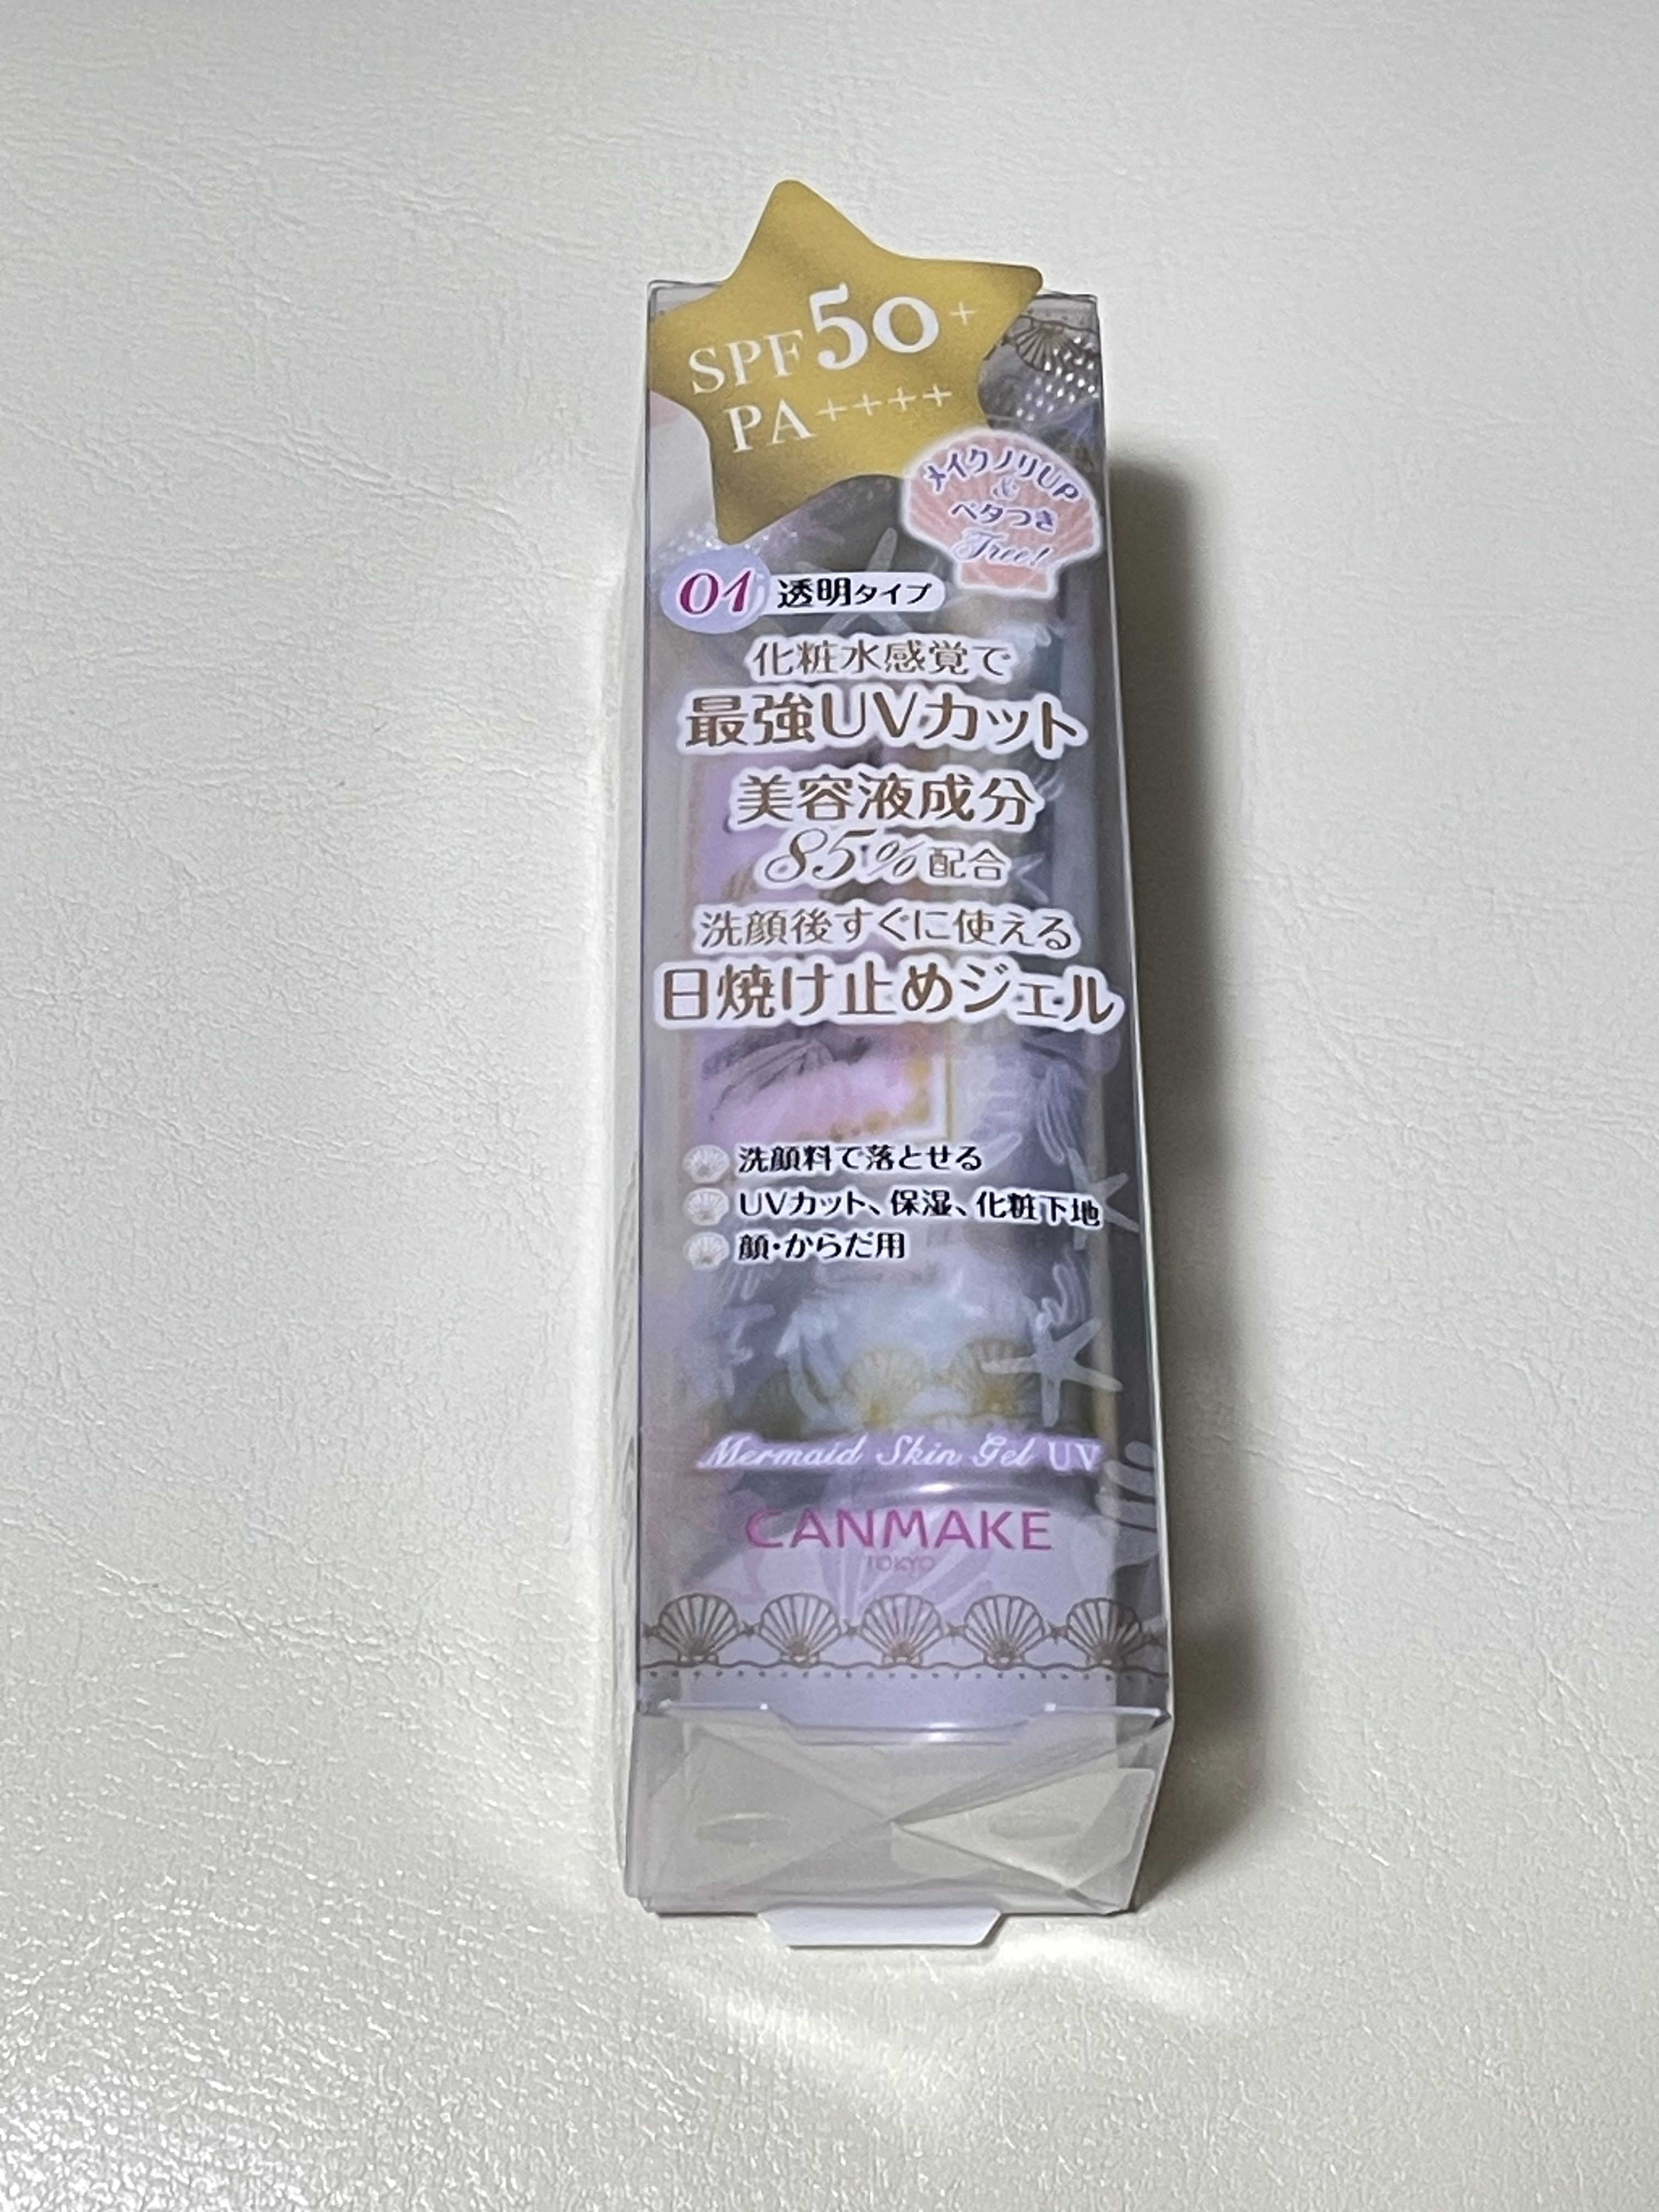 SPF50+
PA++++
メイクノリUP
&
ベタつき
Free!
01 透明タイプ
化粧水感覚で
最強UVカット
美容液成分
85%配合
洗顔後すぐに使える
日焼け止めジェル
洗顔料で落とせる
UVカット、保湿、化粧下地
顔・からだ用
Mermaid Skin Gel UV
CANMAKE
TOKYO